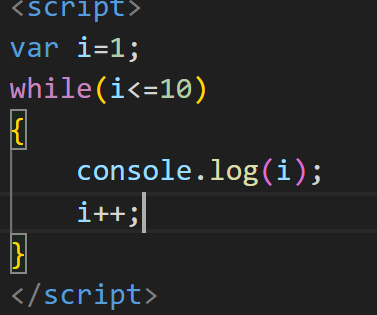 <script>
var i=1;
while(i<=10)
{
    console.log(i);
    i++;
}
</script>